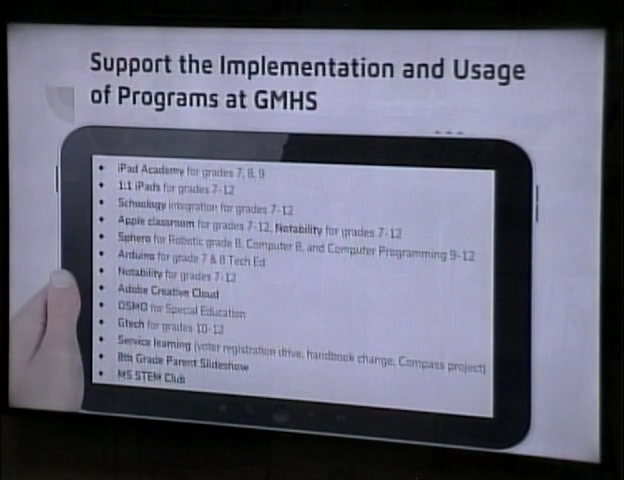 Support the Implementation and Usage
of Programs at GMHS
• iPad Academy for grades 7, 8, 9
• 1:1 iPads for grades 7-12
• Schoology integration for grades 7-12
• Apple classroom for grades 7-12, Notability for grades 7-12
• Sphero for Robotic grade 8, Computer 8, and Computer Programming 9-12
• Arduino for grade 7 & 8 Tech Ed
• Notability for grades 7-12
• Adobe Creative Cloud
• OSMO for Special Education
• Gtech for grades 10-12
• Service learning (voter registration drive, handbook change, Compass project)
• 8th Grade Parent Slideshow
• MS STEM Club